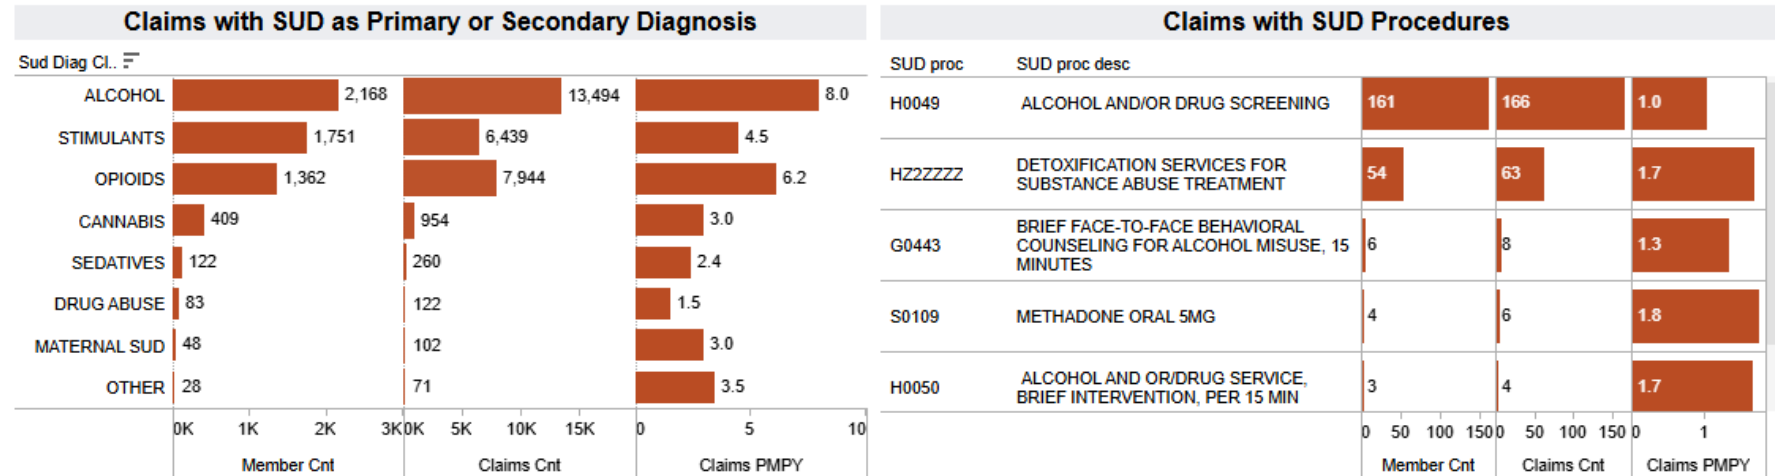 Claims with SUD as Primary or Secondary Diagnosis
Sud Diag Cl..
ALCOHOL 2,168 13,494 8.0
STIMULANTS 1,751 6,439 4.5
OPIOIDS 1,362 7,944 6.2
CANNABIS 409 954 3.0
SEDATIVES 122 260 2.4
DRUG ABUSE 83 122 1.5
MATERNAL SUD 48 102 3.0
OTHER 28 71 3.5
0K 1K 2K 3K 0K 5K 10K 15K 0 5 10
Member Cnt Claims Cnt Claims PMPY
Claims with SUD Procedures
SUD proc SUD proc desc
H0049 ALCOHOL AND/OR DRUG SCREENING 161 166 1.0
HZ2ZZZZ DETOXIFICATION SERVICES FOR
SUBSTANCE ABUSE TREATMENT 54 63 1.7
G0443 BRIEF FACE-TO-FACE BEHAVIORAL
COUNSELING FOR ALCOHOL MISUSE, 15
MINUTES 6 8 1.3
S0109 METHADONE ORAL 5MG 4 6 1.8
H0050 ALCOHOL AND OR/DRUG SERVICE,
BRIEF INTERVENTION, PER 15 MIN 3 4 1.7
0 50 100 150 0 50 100 150 0 1
Member Cnt Claims Cnt Claims PMPY